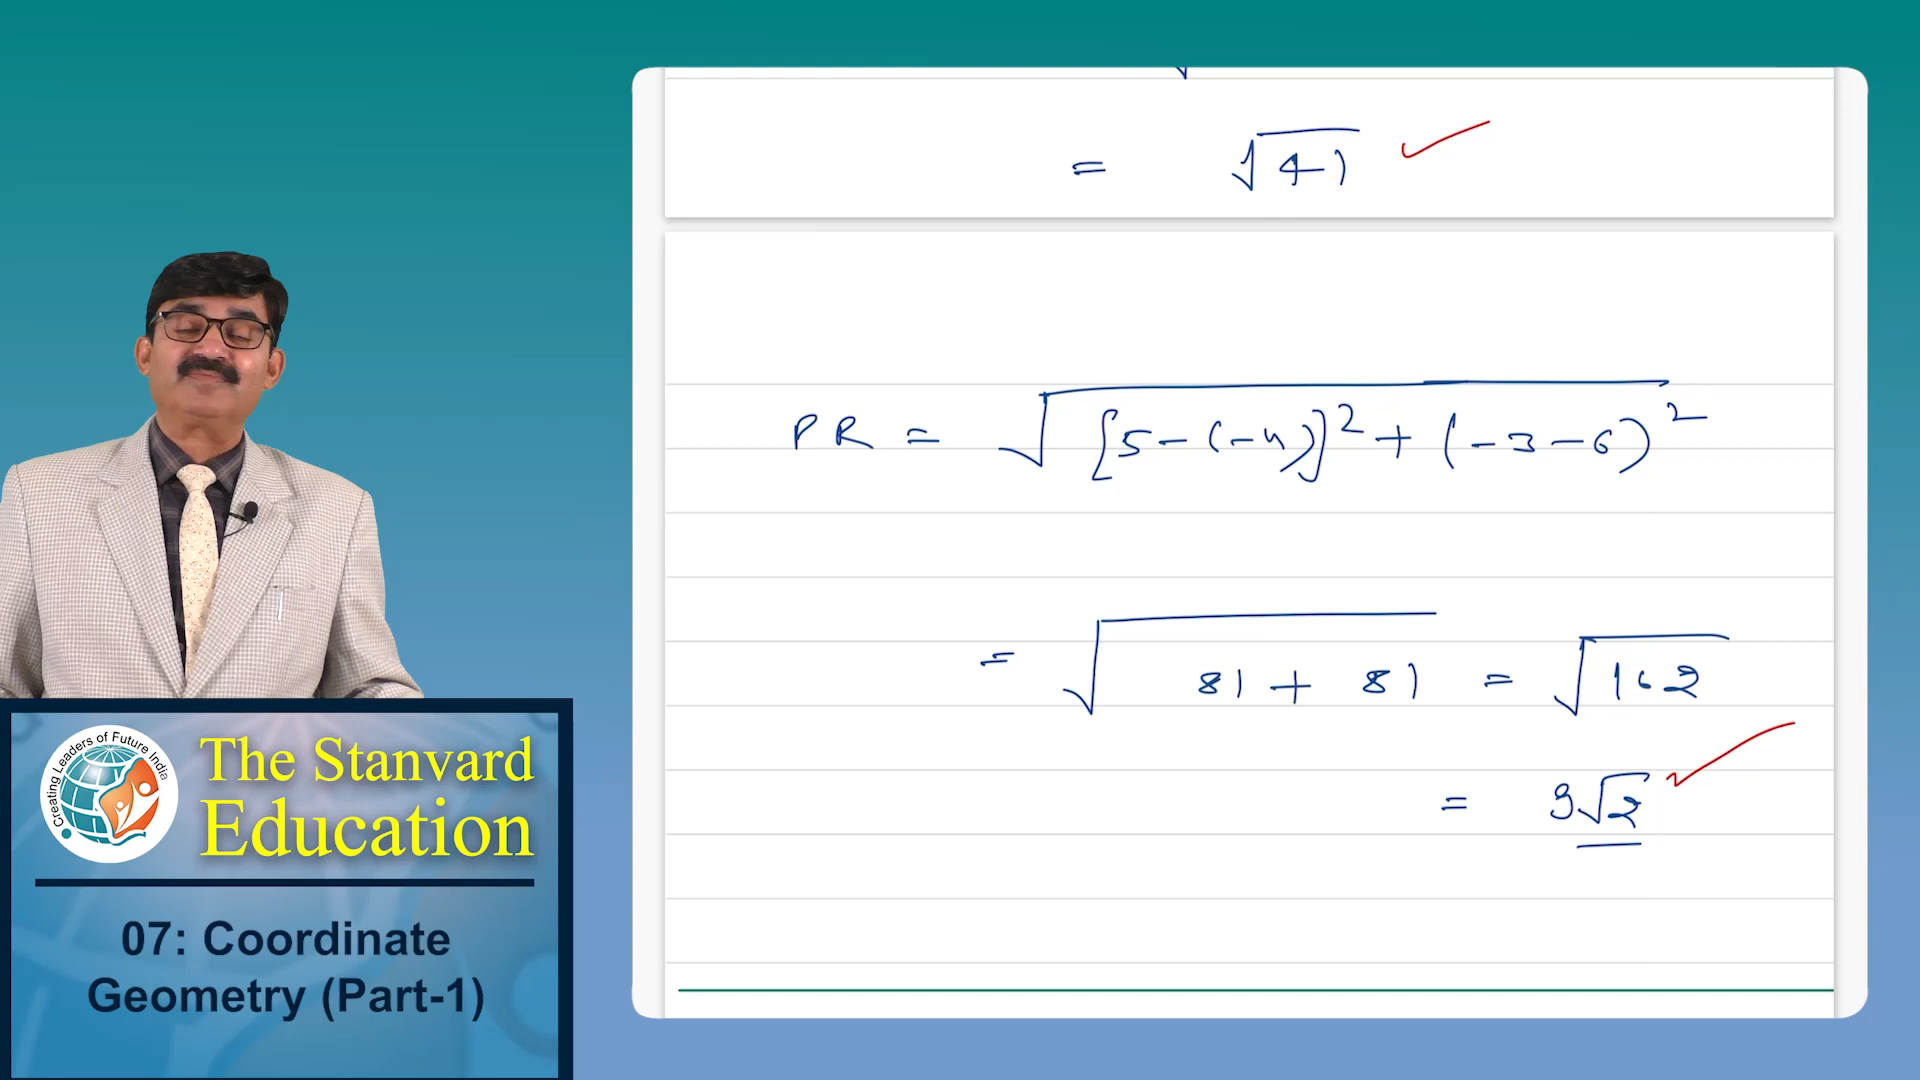 = √41
PR = √[5-(-4)]² + (-3-6)²
= √81 + 81 = √162
= 9√2
Creating Leaders of Future India
The Stanvard
Education
07: Coordinate
Geometry (Part-1)